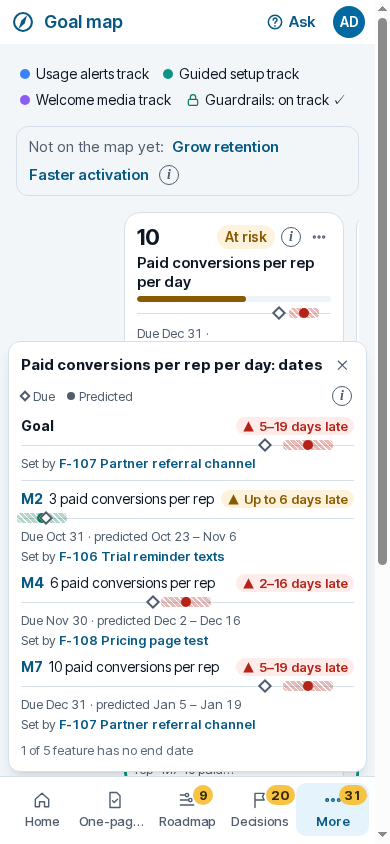 Goal map
Ask
AD
Usage alerts track
Guided setup track
Welcome media track
Guardrails: on track ✓
Not on the map yet: Grow retention
Faster activation
i
10
At risk
i
Paid conversions per rep
per day
Due Dec 31 ·
Paid conversions per rep per day: dates
Due
Predicted
i
Goal
▲ 5–19 days late
Set by F-107 Partner referral channel
M2 3 paid conversions per rep
▲ Up to 6 days late
Due Oct 31 · predicted Oct 23 – Nov 6
Set by F-106 Trial reminder texts
M4 6 paid conversions per rep
▲ 2–16 days late
Due Nov 30 · predicted Dec 2 – Dec 16
Set by F-108 Pricing page test
M7 10 paid conversions per rep
▲ 5–19 days late
Due Dec 31 · predicted Jan 5 – Jan 19
Set by F-107 Partner referral channel
1 of 5 feature has no end date
Home
One-pag…
9
Roadmap
20
Decisions
31
More